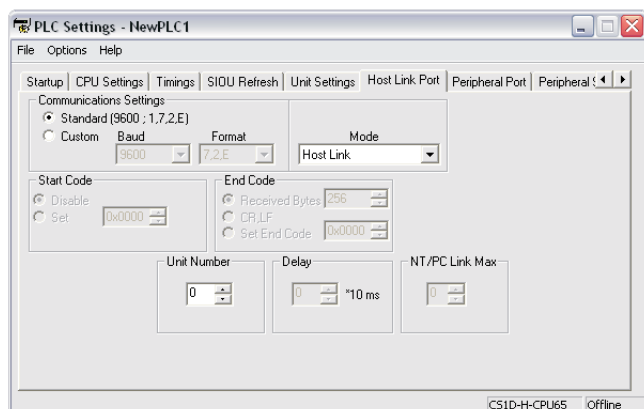 PLC Settings - NewPLC1
File Options Help
Startup CPU Settings Timings SIOU Refresh Unit Settings Host Link Port Peripheral Port Peripheral
Communications Settings
Standard (9600 ; 1,7,2,E)
Custom Baud Format Mode
9600 7,2,E Host Link
Start Code End Code
Disable Received Bytes 256
Set 0x0000 CR,LF
Set End Code 0x0000
Unit Number Delay NT/PC Link Max
0 0 *10 ms 0
CS1D-H-CPU65 Offline